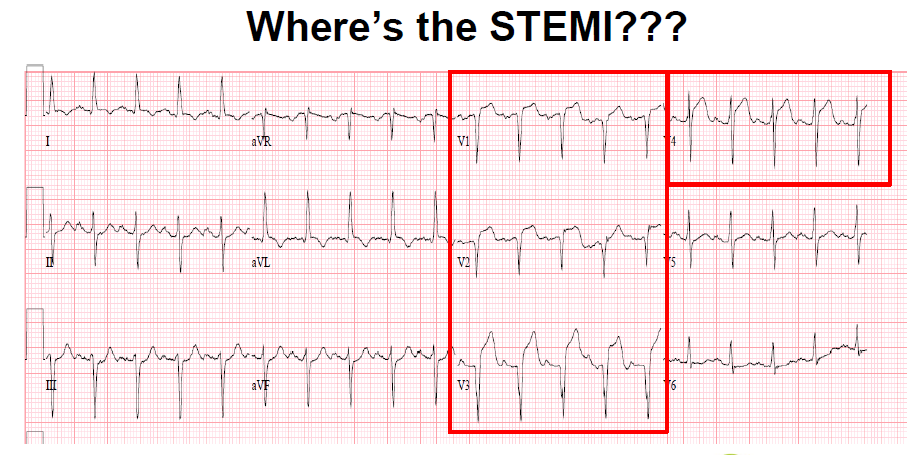 Where's the STEMI???
I aVR V1 V4
II aVL V2 V5
III aVF V3 V6